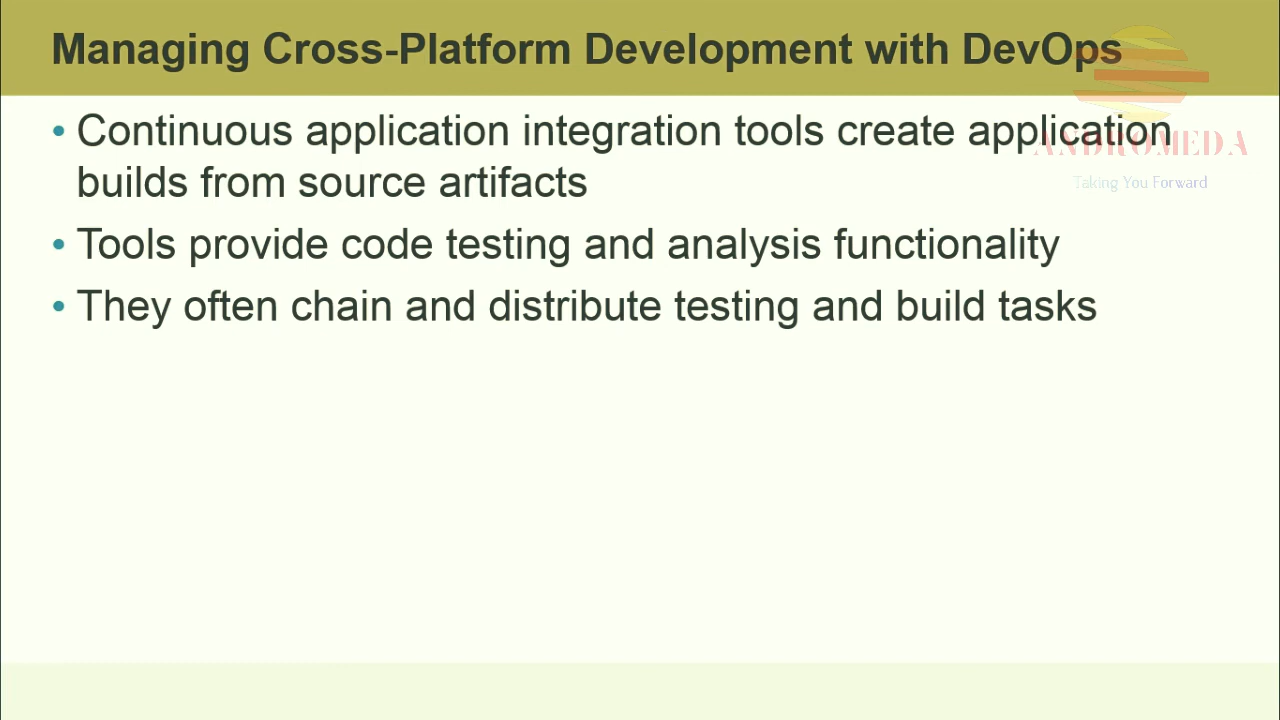 Managing Cross-Platform Development with DevOps
• Continuous application integration tools create application
builds from source artifacts
• Tools provide code testing and analysis functionality
• They often chain and distribute testing and build tasks
ANDROMEDA
Taking You Forward